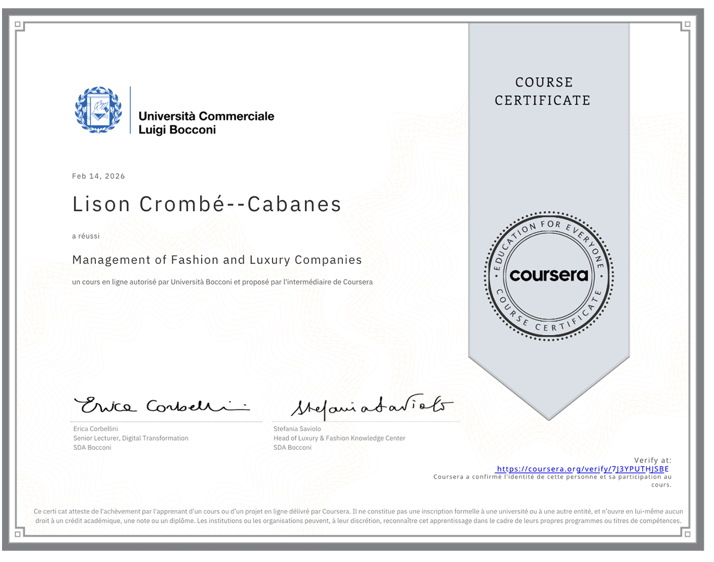 COURSE
CERTIFICATE
Università Commerciale
Luigi Bocconi
Feb 14, 2026
Lison Crombé--Cabanes
a réussi
Management of Fashion and Luxury Companies
un cours en ligne autorisé par Università Bocconi et proposé par l'intermédiaire de Coursera
EDUCATION FOR EVERYONE
coursera
COURSE CERTIFICATE
Erica Corbellini
Stefania Saviolo
Erica Corbellini
Senior Lecturer, Digital Transformation
SDA Bocconi
Stefania Saviolo
Head of Luxury & Fashion Knowledge Center
SDA Bocconi
Verify at:
https://coursera.org/verify/7J3YPUTHJSBE
Coursera a confirmé l'identité de cette personne et sa participation au
cours.
Ce certi cat atteste de l'achèvement par l'apprenant d'un cours ou d'un projet en ligne délivré par Coursera. Il ne constitue pas une inscription formelle à une université ou à une autre entité, et n'ouvre en lui-même aucun
droit à un crédit académique, une note ou un diplôme. Les institutions ou les organisations peuvent, à leur discrétion, reconnaître cet apprentissage dans le cadre de leurs propres programmes ou titres de compétences.